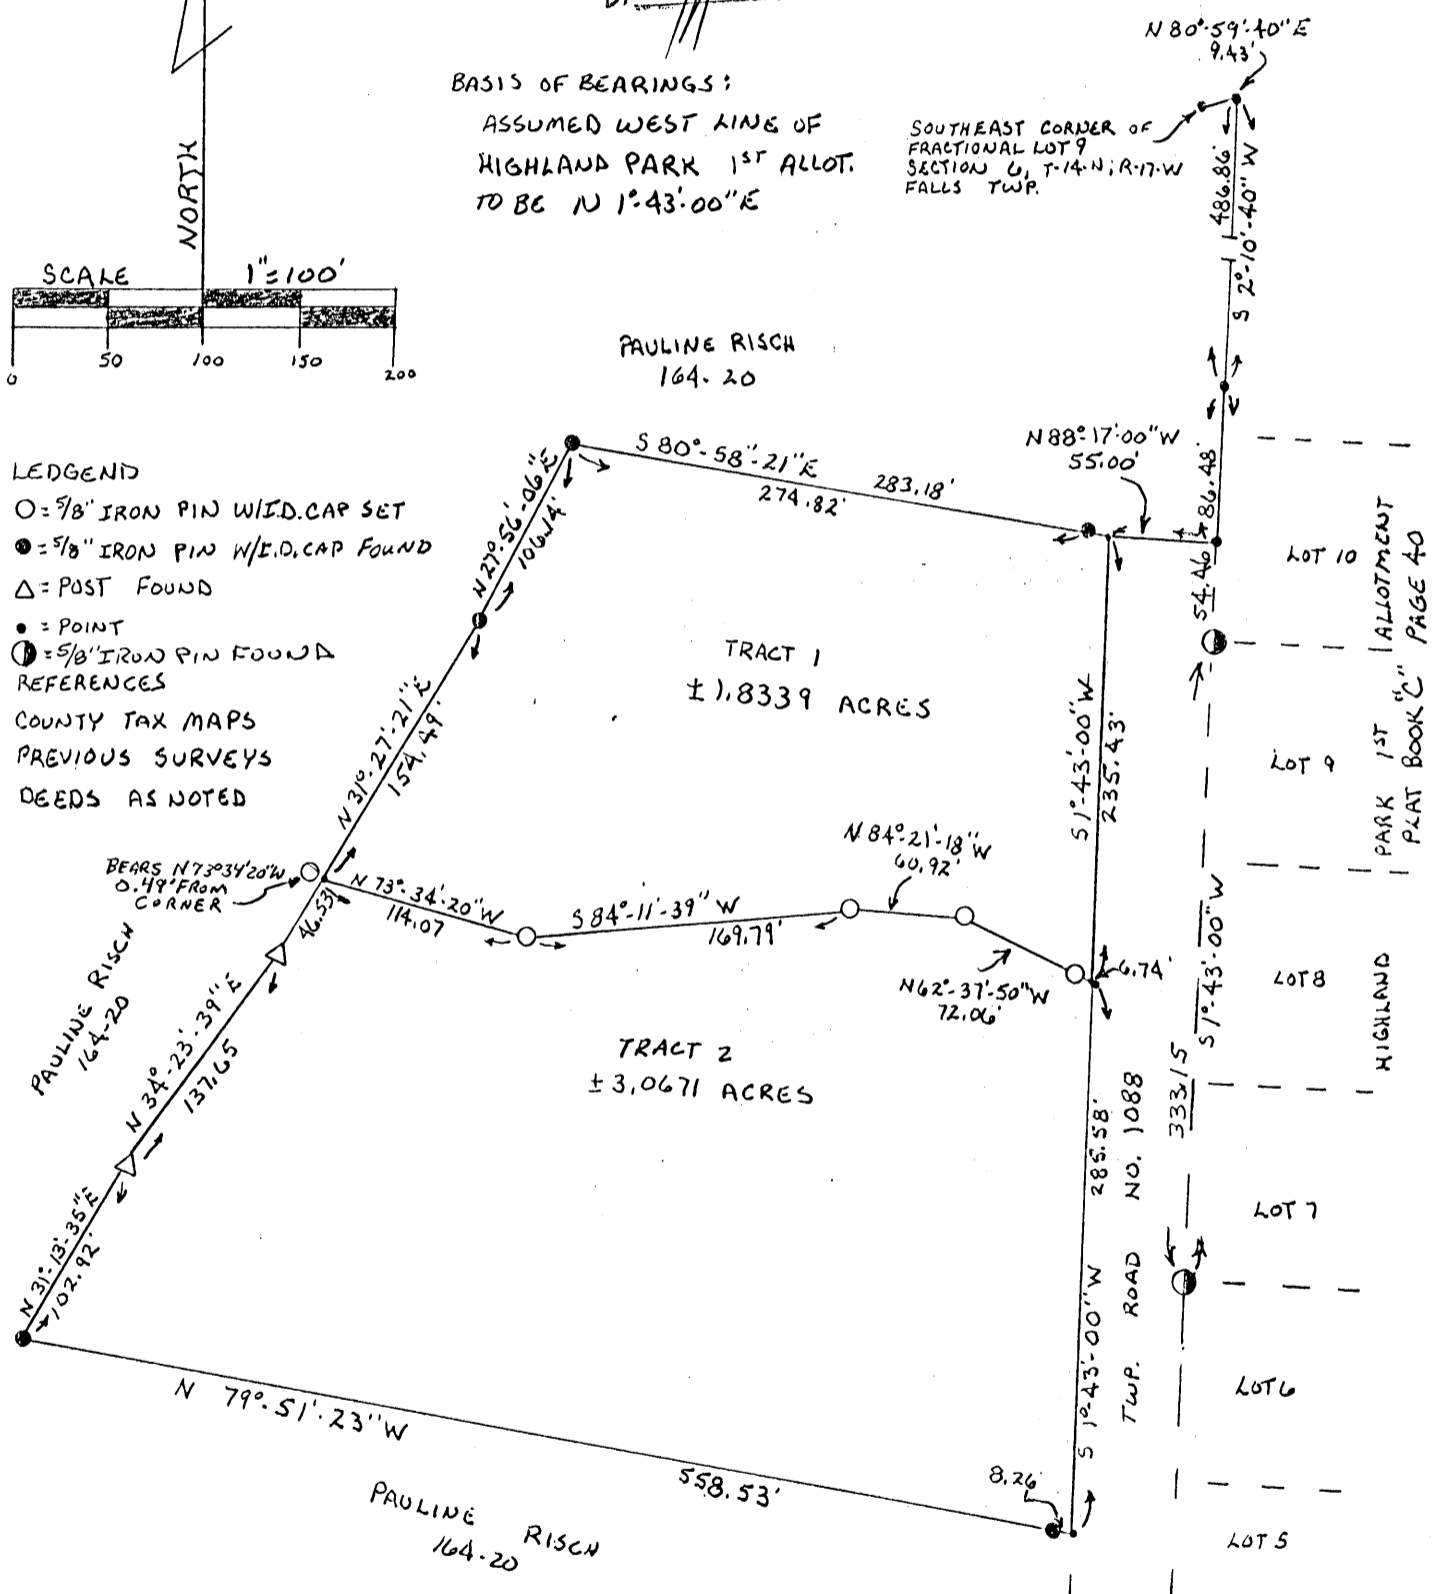 N 80°-59'-40" E
9.43'
BASIS OF BEARINGS:
ASSUMED WEST LINE OF
HIGHLAND PARK 1ST ALLOT.
TO BE N 1°-43'-00" E
SOUTHEAST CORNER OF
FRACTIONAL LOT 9
SECTION 6, T-14-N; R-17-W
FALLS TWP.
486.86'
S 2°-10'-40" W
NORTH
SCALE 1"=100'
0 50 100 150 200
PAULINE RISCH
164-20
LEDGEND
O = 5/8" IRON PIN W/I.D. CAP SET
● = 5/8" IRON PIN W/I.D. CAP FOUND
△ = POST FOUND
• = POINT
◑ = 5/8" IRON PIN FOUND
REFERENCES
COUNTY TAX MAPS
PREVIOUS SURVEYS
DEEDS AS NOTED
N 27°-56'-06" E
106.14'
S 80°-58'-21" E
274.82'
283.18'
N 88°-17'-00" W
55.00'
86.48'
54.46
LOT 10
PARK 1ST ALLOTMENT
PLAT BOOK "C" PAGE 40
TRACT 1
± 1.8339 ACRES
N 31°-27'-21" E
154.49'
S 1°-43'-00" W
235.43'
LOT 9
BEARS N 73°34'20" W
0.49' FROM
CORNER
46.53'
N 73°-34'-20" W
114.07
S 84°-11'-39" W
169.79'
N 84°-21'-18" W
60.92'
N 62°-37'-50" W
72.06'
6.74'
S 1°-43'-00" W
333.15
LOT 8
HIGHLAND
PAULINE RISCH
164-20
N 34°-23'-39" E
137.65
TRACT 2
± 3.0671 ACRES
285.58'
S 1°-43'-00" W
TWP. ROAD NO. 1088
LOT 7
N 31°-13'-35" E
102.92'
LOT 6
N 79°-51'-23" W
558.53'
8.26'
LOT 5
PAULINE RISCH
164-20